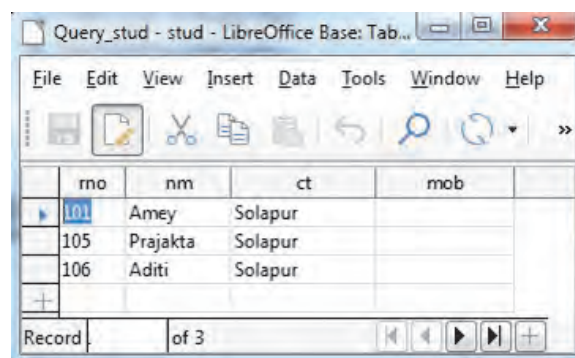 Query_stud - stud - LibreOffice Base: Tab...
File Edit View Insert Data Tools Window Help
rno nm ct mob
101 Amey Solapur
105 Prajakta Solapur
106 Aditi Solapur
Record of 3